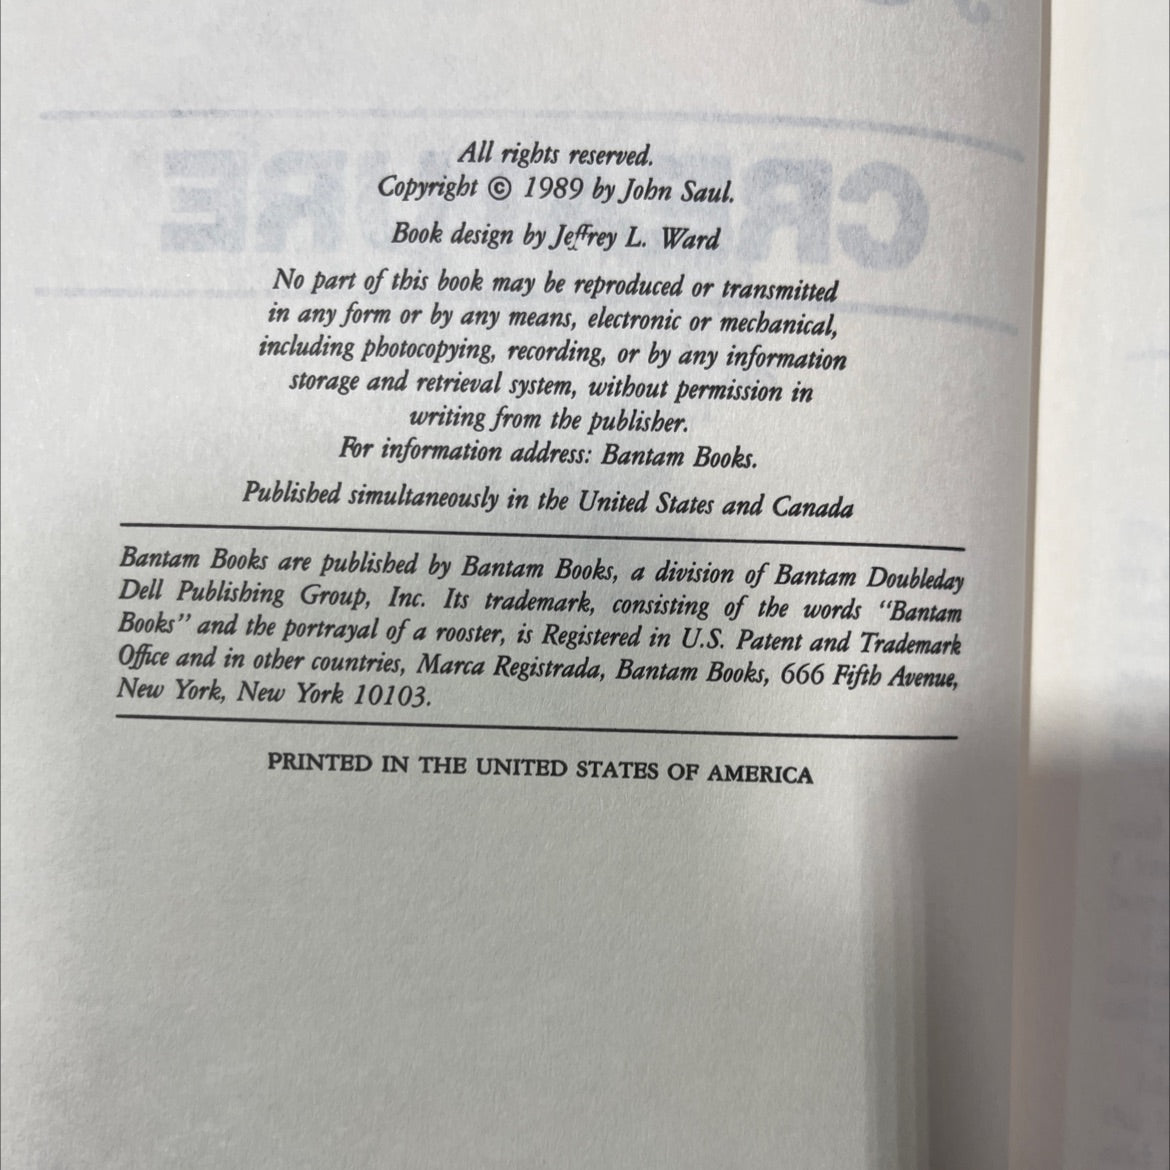 All rights reserved.
Copyright © 1989 by John Saul.
Book design by Jeffrey L. Ward
No part of this book may be reproduced or transmitted
in any form or by any means, electronic or mechanical,
including photocopying, recording, or by any information
storage and retrieval system, without permission in
writing from the publisher.
For information address: Bantam Books.
Published simultaneously in the United States and Canada
Bantam Books are published by Bantam Books, a division of Bantam Doubleday
Dell Publishing Group, Inc. Its trademark, consisting of the words “Bantam
Books” and the portrayal of a rooster, is Registered in U.S. Patent and Trademark
Office and in other countries, Marca Registrada, Bantam Books, 666 Fifth Avenue,
New York, New York 10103.
PRINTED IN THE UNITED STATES OF AMERICA